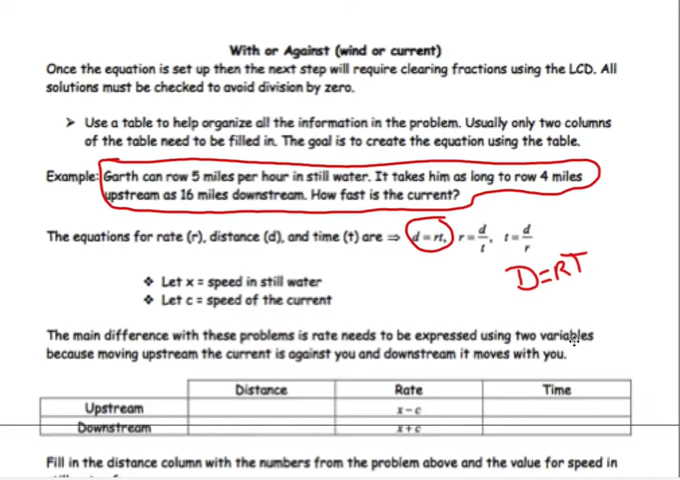 With or Against (wind or current)
Once the equation is set up then the next step will require clearing fractions using the LCD. All
solutions must be checked to avoid division by zero.
➤ Use a table to help organize all the information in the problem. Usually only two columns
of the table need to be filled in. The goal is to create the equation using the table.
Example: Garth can row 5 miles per hour in still water. It takes him as long to row 4 miles
upstream as 16 miles downstream. How fast is the current?
The equations for rate (r), distance (d), and time (t) are ⇒ d = rt, r = d/t, t = d/r
D=RT
❖ Let x = speed in still water
❖ Let c = speed of the current
The main difference with these problems is rate needs to be expressed using two variables
because moving upstream the current is against you and downstream it moves with you.
Distance Rate Time
Upstream x - c
Downstream x + c
Fill in the distance column with the numbers from the problem above and the value for speed in